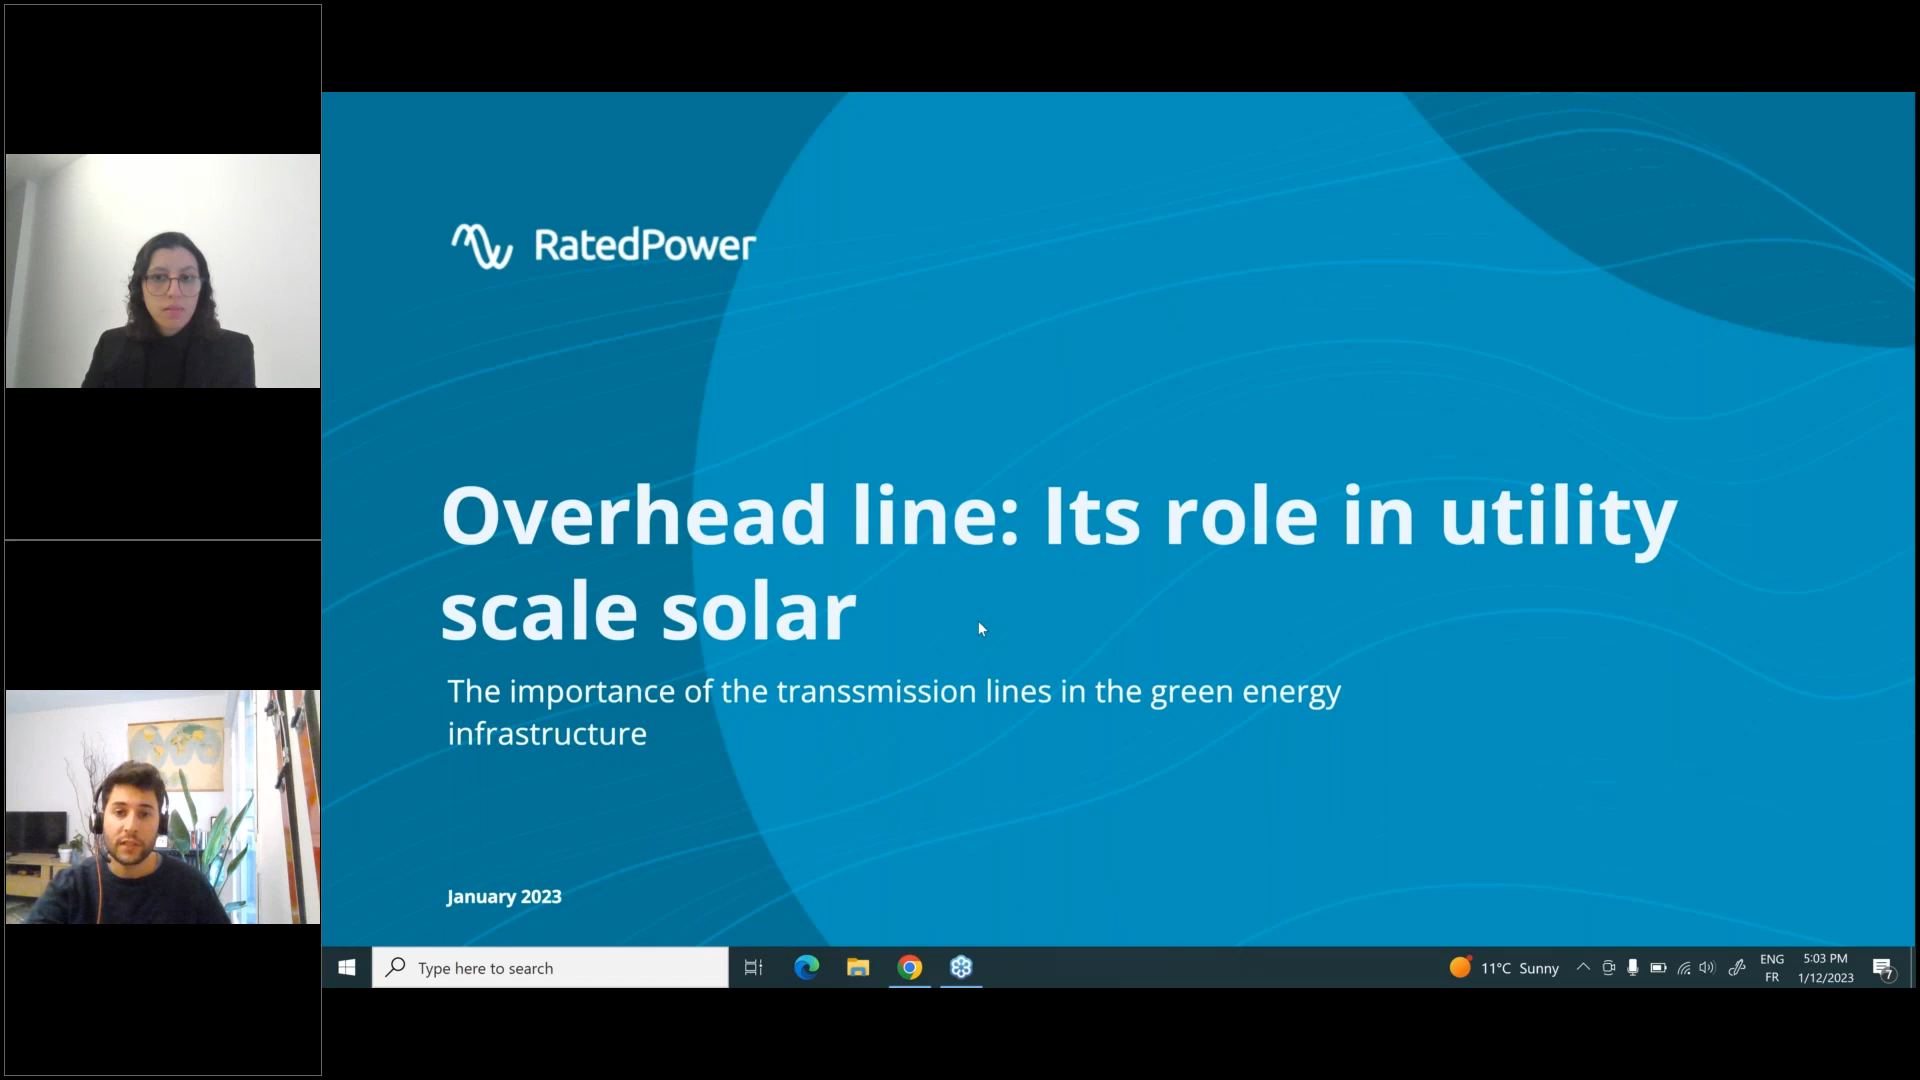 RatedPower
Overhead line: Its role in utility
scale solar
The importance of the transsmission lines in the green energy
infrastructure
January 2023
Type here to search
11°C Sunny
ENG
FR
5:03 PM
1/12/2023
7